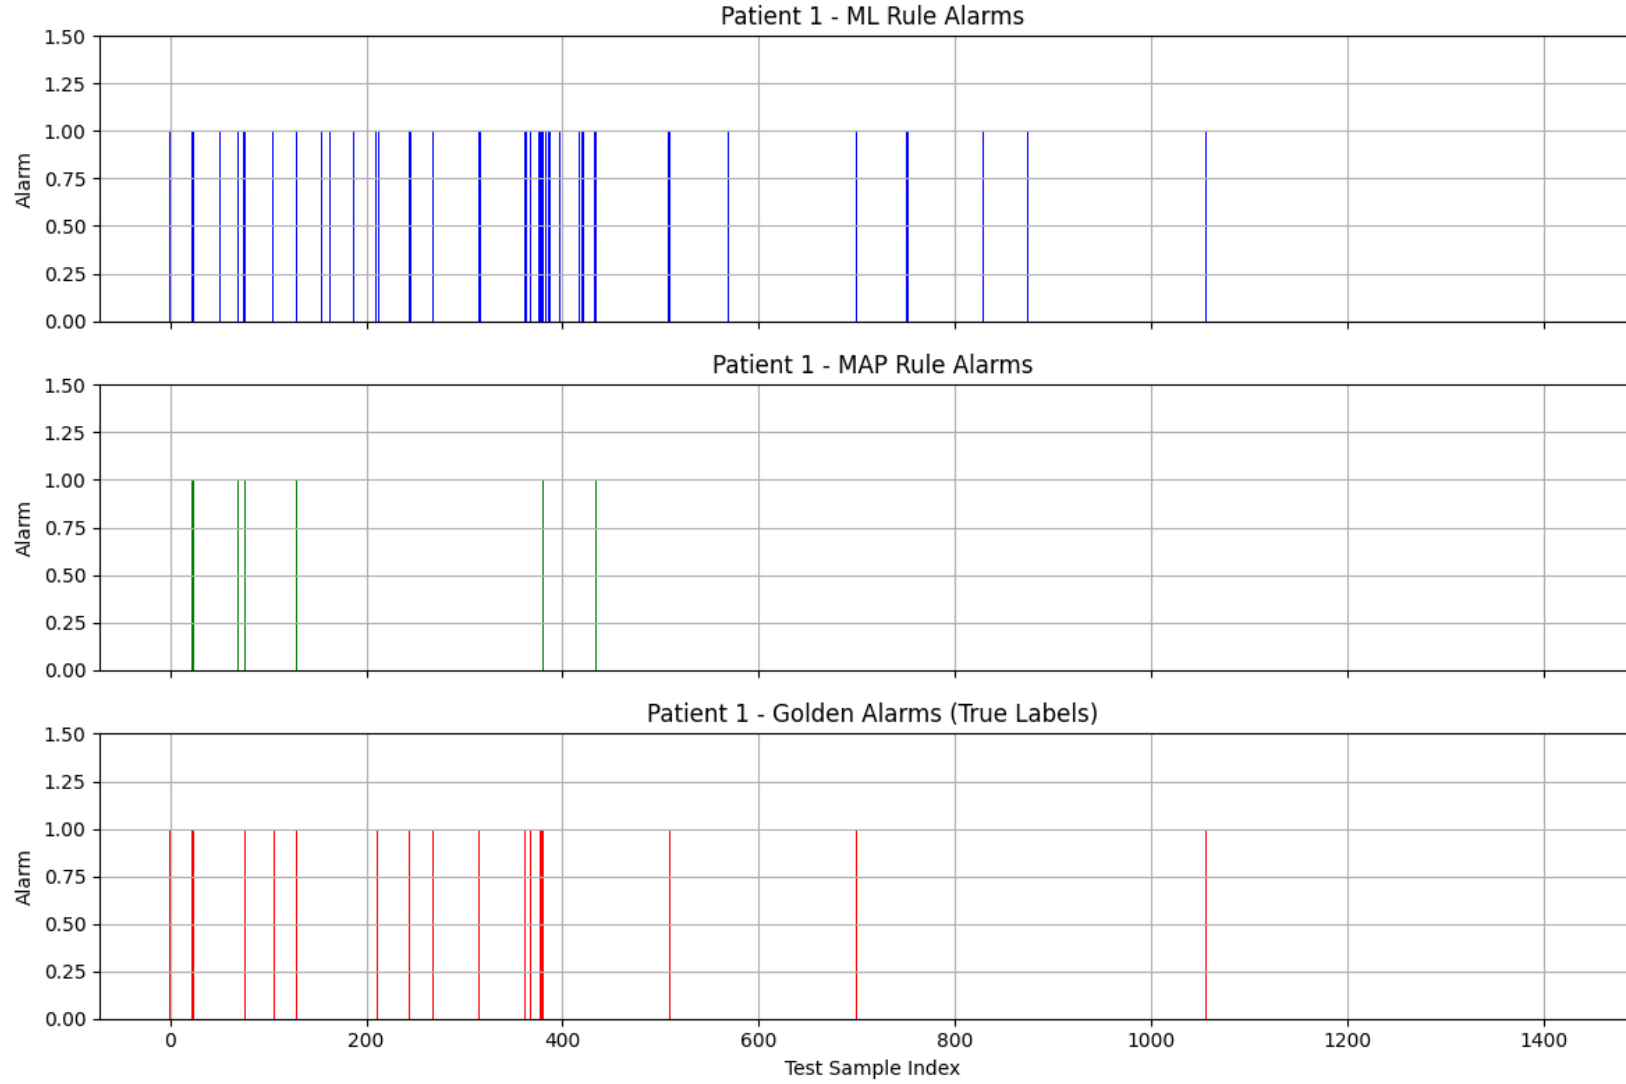 Patient 1 - ML Rule Alarms
1.50
1.25
1.00
0.75
0.50
0.25
0.00
Alarm
Patient 1 - MAP Rule Alarms
1.50
1.25
1.00
0.75
0.50
0.25
0.00
Alarm
Patient 1 - Golden Alarms (True Labels)
1.50
1.25
1.00
0.75
0.50
0.25
0.00
Alarm
0 200 400 600 800 1000 1200 1400
Test Sample Index